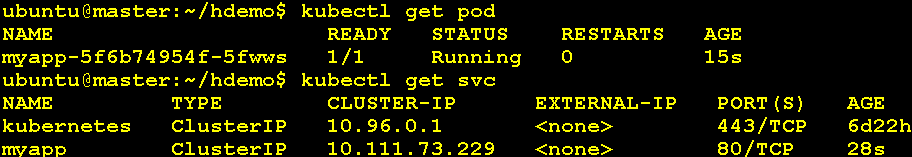 ubuntu@master:~/hdemo$ kubectl get pod
NAME READY STATUS RESTARTS AGE
myapp-5f6b74954f-5fwws 1/1 Running 0 15s
ubuntu@master:~/hdemo$ kubectl get svc
NAME TYPE CLUSTER-IP EXTERNAL-IP PORT(S) AGE
kubernetes ClusterIP 10.96.0.1 <none> 443/TCP 6d22h
myapp ClusterIP 10.111.73.229 <none> 80/TCP 28s